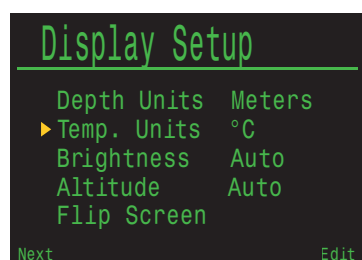 Display Setup
Depth Units Meters
Temp. Units °C
Brightness Auto
Altitude Auto
Flip Screen
Next Edit